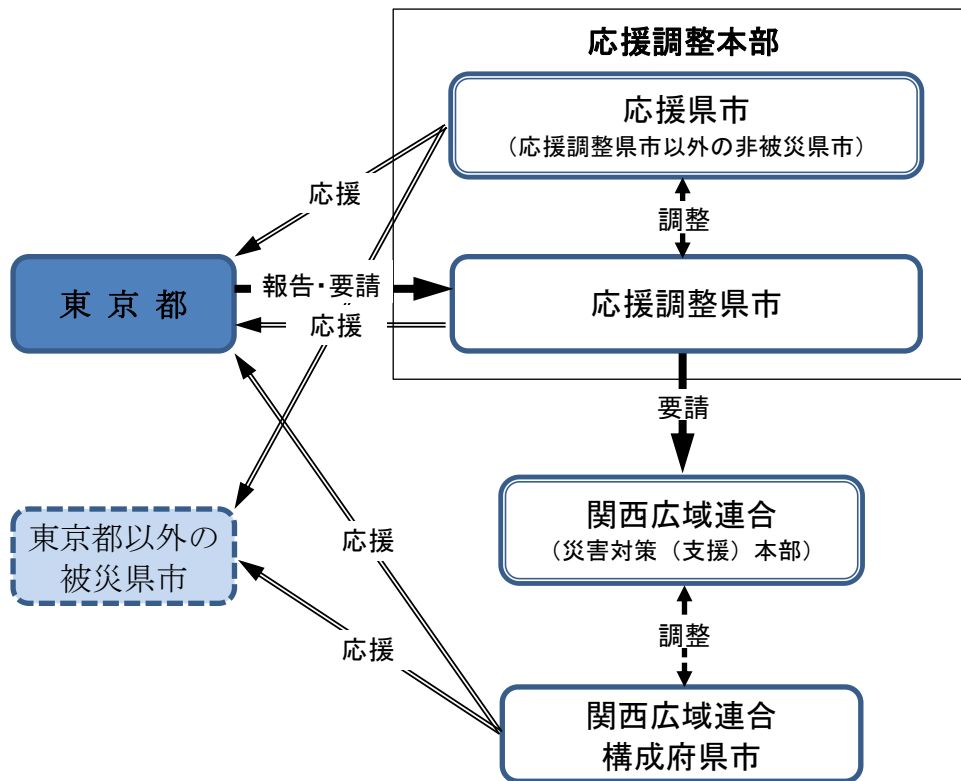 応援調整本部
応援県市
（応援調整県市以外の非被災県市）
応援
調整
東京都
報告・要請
応援調整県市
応援
要請
関西広域連合
（災害対策（支援）本部）
東京都以外の
被災県市
応援
調整
応援
関西広域連合
構成府県市